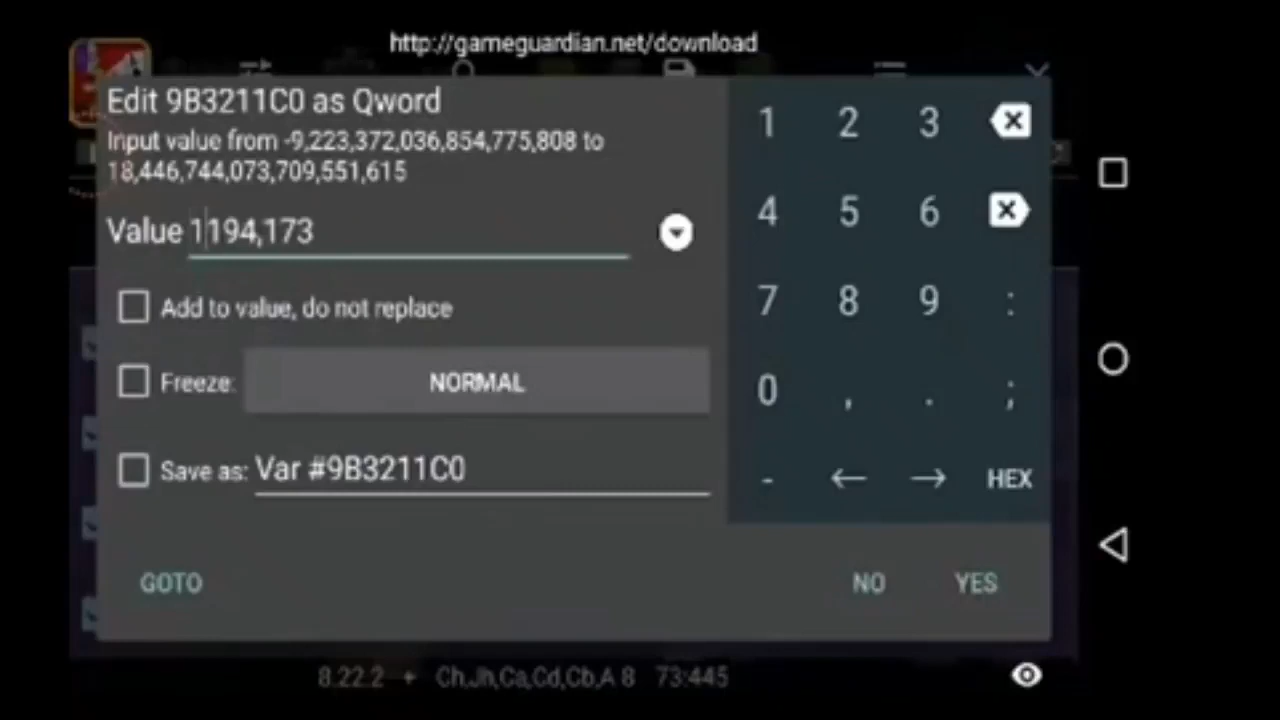 http://gameguardian.net/download
Edit 9B3211C0 as Qword
Input value from -9,223,372,036,854,775,808 to
18,446,744,073,709,551,615
Value 1194,173
Add to value, do not replace
Freeze: NORMAL
Save as: Var #9B3211C0
GOTO NO YES
1 2 3
4 5 6
7 8 9 :
0 , . ;
- ← → HEX
8.22.2 + Ch,Jh,Ca,Cd,Cb,A 8 73:445